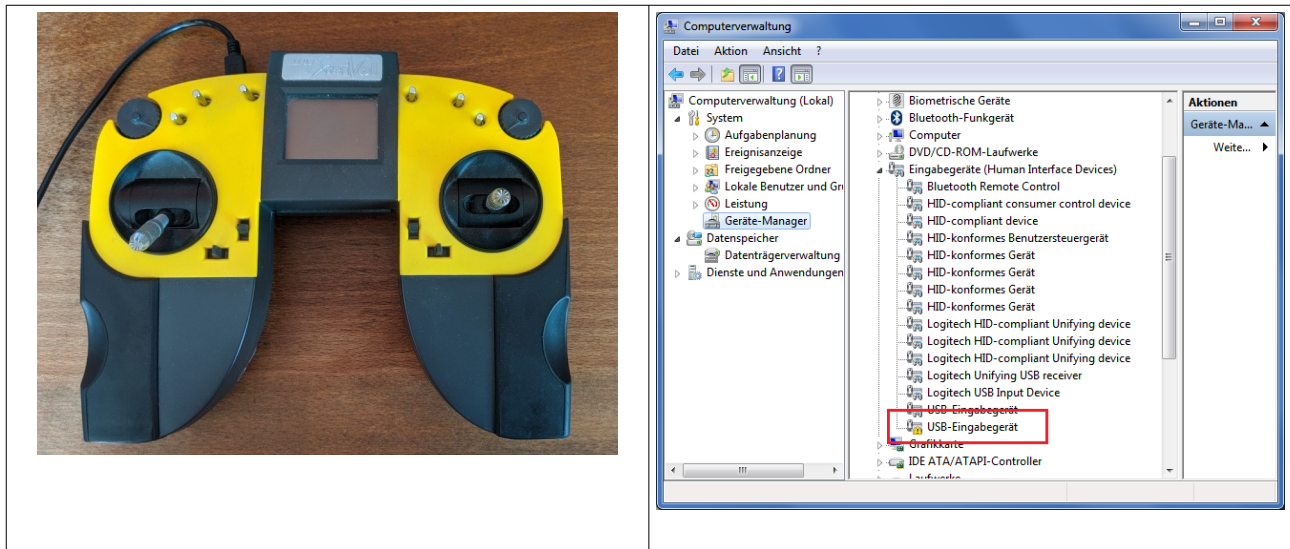 Computerverwaltung
Datei Aktion Ansicht ?
Computerverwaltung (Lokal)
System
Aufgabenplanung
Ereignisanzeige
Freigegebene Ordner
Lokale Benutzer und Gru
Leistung
Geräte-Manager
Datenspeicher
Datenträgerverwaltung
Dienste und Anwendungen
Biometrische Geräte
Bluetooth-Funkgerät
Computer
DVD/CD-ROM-Laufwerke
Eingabegeräte (Human Interface Devices)
Bluetooth Remote Control
HID-compliant consumer control device
HID-compliant device
HID-konformes Benutzersteuergerät
HID-konformes Gerät
HID-konformes Gerät
HID-konformes Gerät
HID-konformes Gerät
Logitech HID-compliant Unifying device
Logitech HID-compliant Unifying device
Logitech HID-compliant Unifying device
Logitech Unifying USB receiver
Logitech USB Input Device
USB-Eingabegerät
USB-Eingabegerät
Grafikkarte
IDE ATA/ATAPI-Controller
Laufwerke
Aktionen
Geräte-Ma...
Weite...